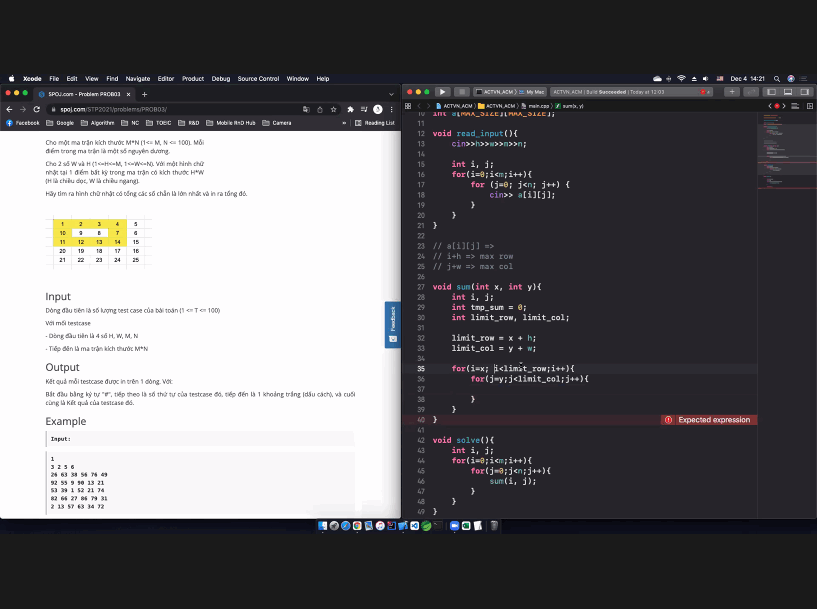 Xcode File Edit View Find Navigate Editor Product Debug Source Control Window Help Dec 4 14:21
SPOJ.com - Problem PROB03
spoj.com/STP2021/problems/PROB03/
Facebook Google Algorithm NC TOEIC R&D Mobile RnD Hub Camera » Reading List
Cho một ma trận kích thước M*N (1<= M, N <= 100). Mỗi
điểm trong ma trận là một số nguyên dương.
Cho 2 số W và H (1<=H<=M, 1<=W<=N). Với một hình chữ
nhật tại 1 điểm bất kỳ trong ma trận có kích thước H*W
(H là chiều dọc, W là chiều ngang).
Hãy tìm ra hình chữ nhật có tổng các số chẵn là lớn nhất và in ra tổng đó.
1 2 3 4 5
10 9 8 7 6
11 12 13 14 15
20 19 18 17 16
21 22 23 24 25
Input
Dòng đầu tiên là số lượng test case của bài toán (1 <= T <= 100)
Với mỗi testcase
- Dòng đầu tiên là 4 số H, W, M, N
- Tiếp đến là ma trận kích thước M*N
Output
Kết quả mỗi testcase được in trên 1 dòng. Với:
Bắt đầu bằng ký tự "#", tiếp theo là số thứ tự của testcase đó, tiếp đến là 1 khoảng trắng (dấu cách), và cuối
cùng là Kết quả của testcase đó.
Example
Input:
1
3 2 5 6
26 63 38 56 76 49
92 55 9 90 13 21
53 39 1 52 21 74
82 66 27 86 79 31
2 13 57 63 34 72
Feedback
ACTVN_ACM My Mac ACTVN_ACM | Build Succeeded | Today at 12:03
ACTVN_ACM ACTVN_ACM main.cpp sum(x, y)
10 int a[MAX_SIZE][MAX_SIZE];
11
12 void read_input(){
13 cin>>h>>w>>m>>n;
14
15 int i, j;
16 for(i=0;i<m;i++){
17 for (j=0; j<n; j++) {
18 cin>> a[i][j];
19 }
20 }
21 }
22
23 // a[i][j] =>
24 // i+h => max row
25 // j+w => max col
26
27 void sum(int x, int y){
28 int i, j;
29 int tmp_sum = 0;
30 int limit_row, limit_col;
31
32 limit_row = x + h;
33 limit_col = y + w;
34
35 for(i=x; i<limit_row;i++){
36 for(j=y;j<limit_col;j++){
37
38 }
39 }
40 } Expected expression
41
42 void solve(){
43 int i, j;
44 for(i=0;i<m;i++){
45 for(j=0;j<n;j++){
46 sum(i, j);
47 }
48 }
49 }